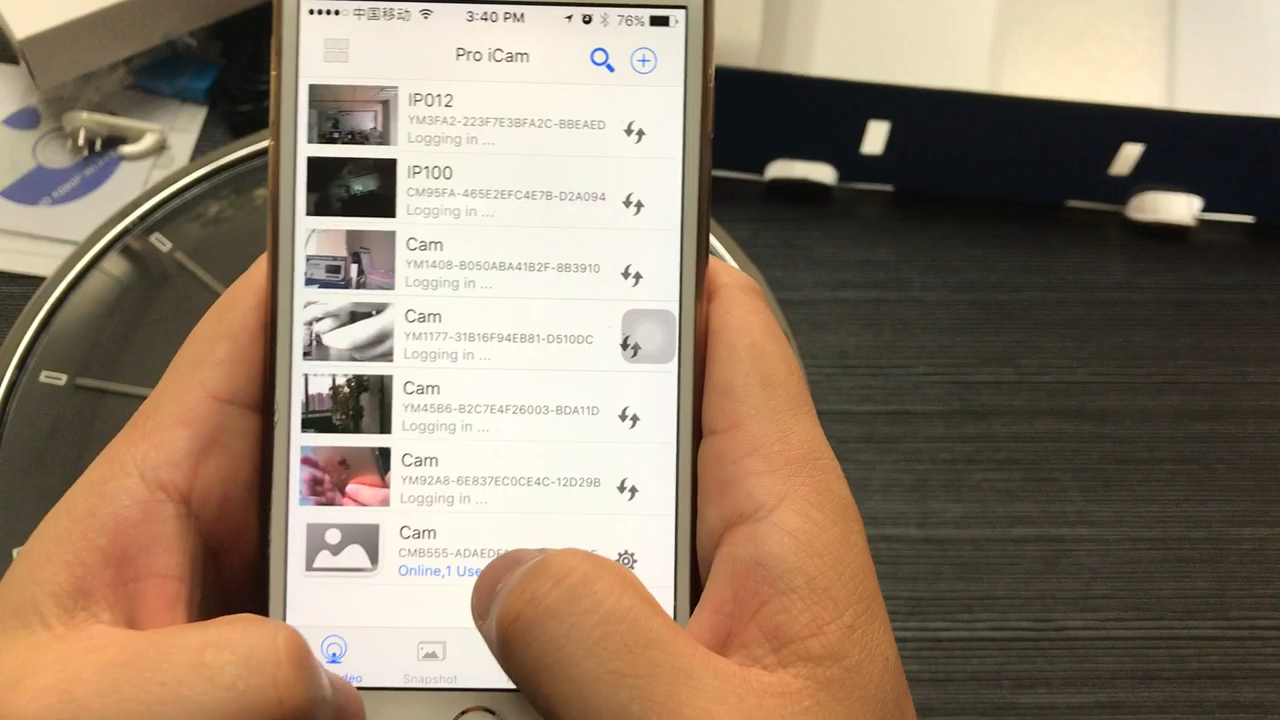 中国移动 3:40 PM 76%
Pro iCam
IP012
YM3FA2-223F7E3BFA2C-BBEAED
Logging in ...
IP100
CM95FA-465E2EFC4E7B-D2A094
Logging in ...
Cam
YM1408-B050ABA41B2F-8B3910
Logging in ...
Cam
YM1177-31B16F94EB81-D510DC
Logging in ...
Cam
YM45B6-B2C7E4F26003-BDA11D
Logging in ...
Cam
YM92A8-6E837EC0CE4C-12D29B
Logging in ...
Cam
CMB555-ADAEDE
Online,1 Use
Snapshot